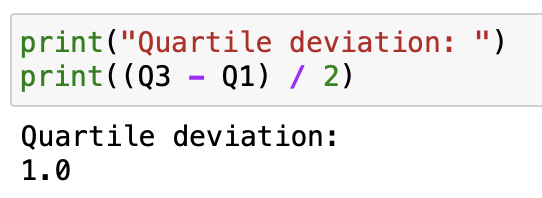 print("Quartile deviation: ")
print((Q3 - Q1) / 2)
Quartile deviation:
1.0